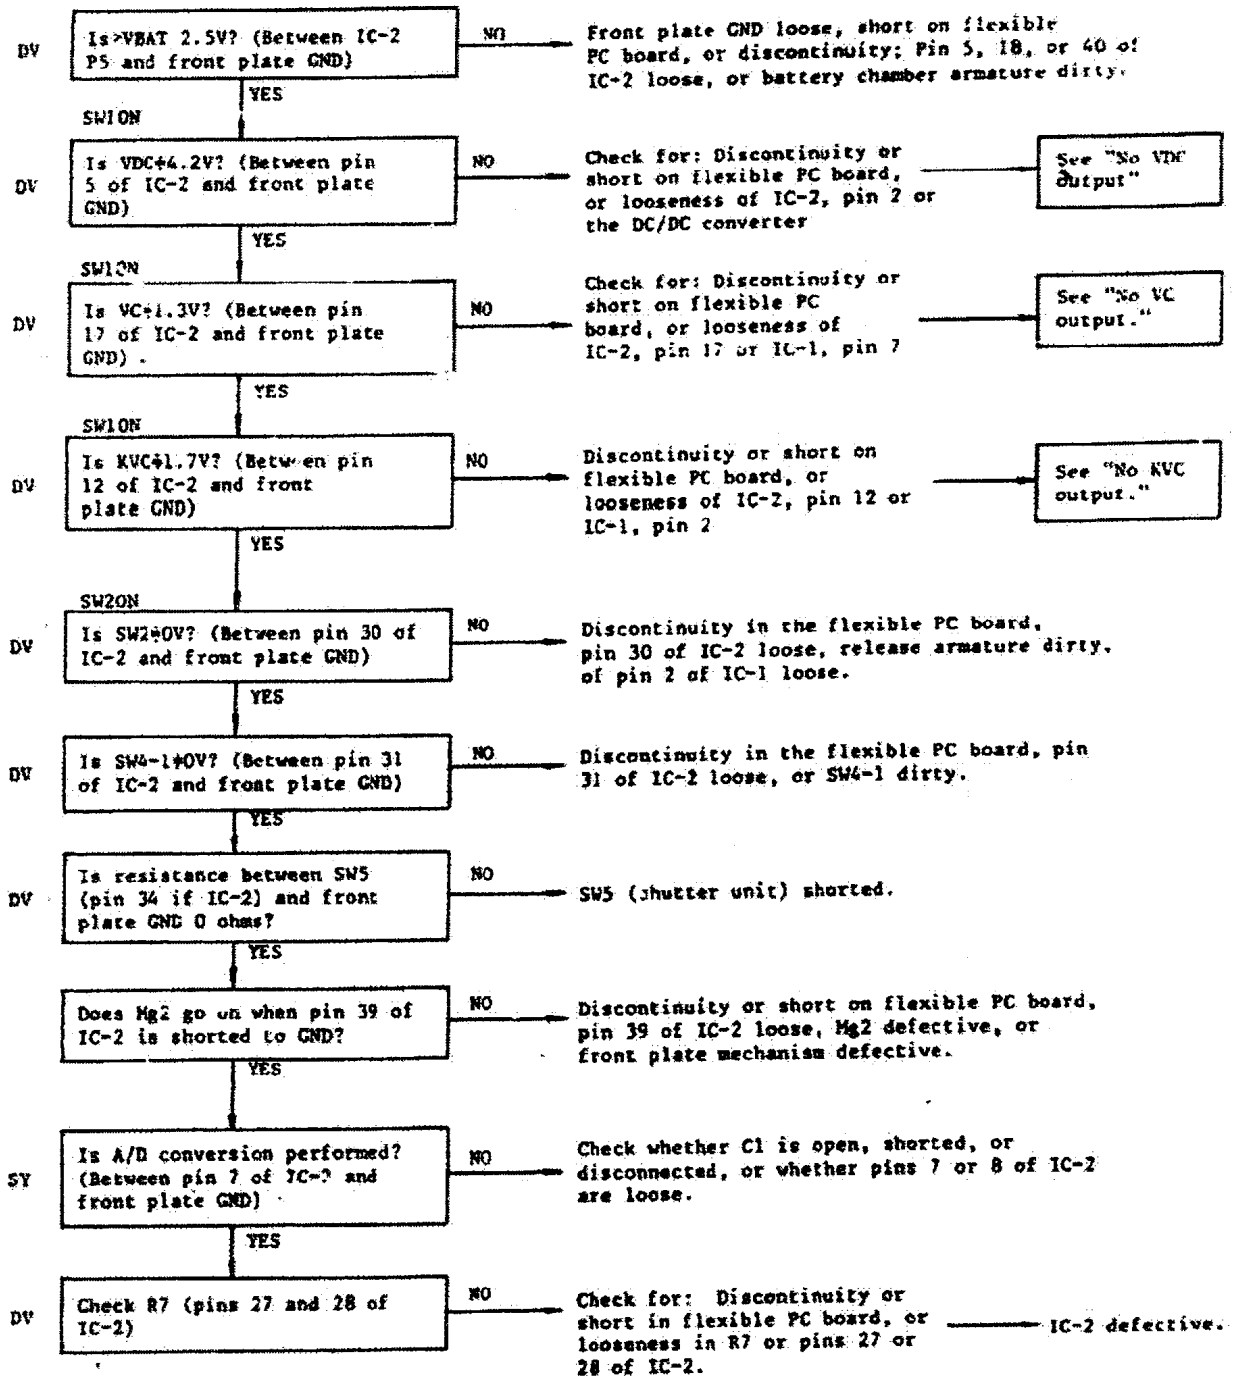 DV
Is>VBAT 2.5V? (Between IC-2
P5 and front plate GND)
NO
Front plate GND loose, short on flexible
PC board, or discontinuity; Pin 5, 18, or 40 of
IC-2 loose, or battery chamber armature dirty.
YES
SW1ON
DV
Is VDC÷4.2V? (Between pin
5 of IC-2 and front plate
GND)
NO
Check for: Discontinuity or
short on flexible PC board,
or looseness of IC-2, pin 2 or
the DC/DC converter
See "No VDC
output"
YES
SW1ON
DV
Is VC÷1.3V? (Between pin
17 of IC-2 and front plate
GND).
NO
Check for: Discontinuity or
short on flexible PC
board, or looseness of
IC-2, pin 17 or IC-1, pin 7
See "No VC
output."
YES
SW1ON
DV
Is KVC÷1.7V? (Between pin
12 of IC-2 and front
plate GND)
NO
Discontinuity or short on
flexible PC board, or
looseness of IC-2, pin 12 or
IC-1, pin 2
See "No KVC
output."
YES
SW2ON
DV
Is SW2÷0V? (Between pin 30 of
IC-2 and front plate GND)
NO
Discontinuity in the flexible PC board,
pin 30 of IC-2 loose, release armature dirty,
of pin 2 of IC-1 loose.
YES
DV
Is SW4-1÷0V? (Between pin 31
of IC-2 and front plate GND)
NO
Discontinuity in the flexible PC board, pin
31 of IC-2 loose, or SW4-1 dirty.
YES
DV
Is resistance between SW5
(pin 34 if IC-2) and front
plate GND 0 ohms?
NO
SW5 (shutter unit) shorted.
YES
Does Mg2 go on when pin 39 of
IC-2 is shorted to GND?
NO
Discontinuity or short on flexible PC board,
pin 39 of IC-2 loose, Mg2 defective, or
front plate mechanism defective.
YES
SY
Is A/D conversion performed?
(Between pin 7 of IC-2 and
front plate GND)
NO
Check whether C1 is open, shorted, or
disconnected, or whether pins 7 or 8 of IC-2
are loose.
YES
DV
Check R7 (pins 27 and 28 of
IC-2)
NO
Check for: Discontinuity or
short in flexible PC board, or
looseness in R7 or pins 27 or
28 of IC-2.
IC-2 defective.